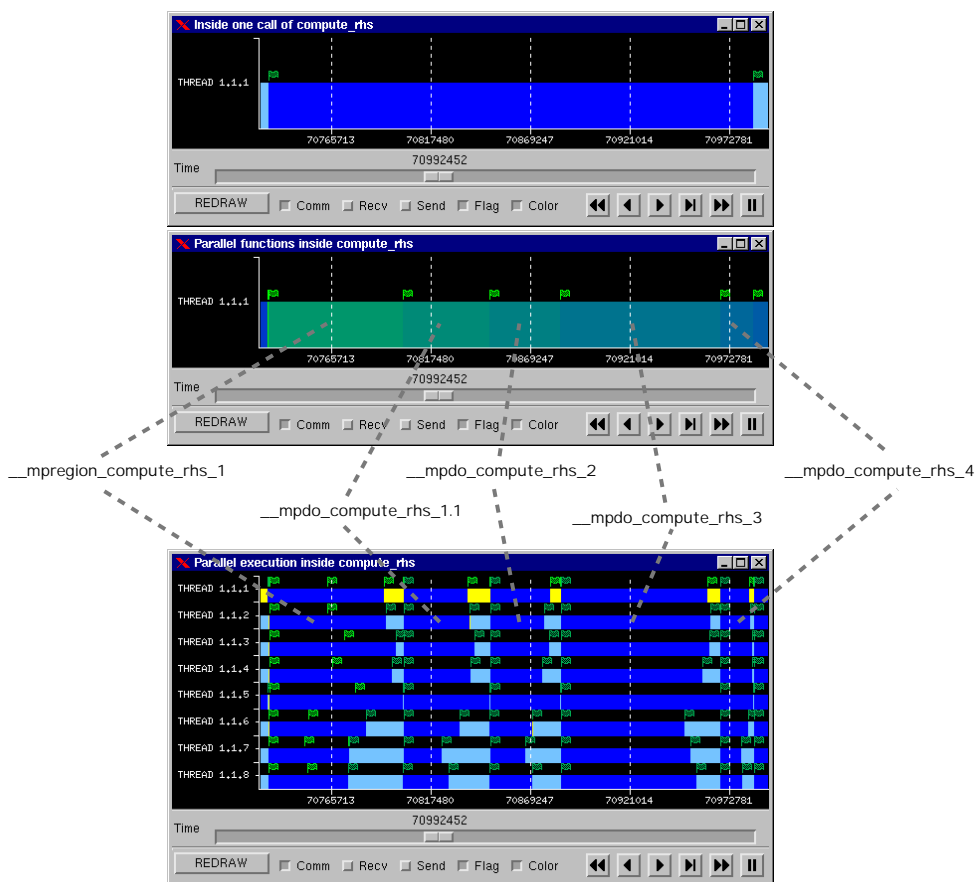 Inside one call of compute_rhs
THREAD 1.1.1
70765713 70817480 70869247 70921014 70972781
70992452
Time
REDRAW Comm Recv Send Flag Color
Parallel functions inside compute_rhs
THREAD 1.1.1
70765713 70817480 70869247 70921014 70972781
70992452
Time
REDRAW Comm Recv Send Flag Color
__mpregion_compute_rhs_1 __mpdo_compute_rhs_2 __mpdo_compute_rhs_4
__mpdo_compute_rhs_1.1 __mpdo_compute_rhs_3
Parallel execution inside compute_rhs
THREAD 1.1.1
THREAD 1.1.2
THREAD 1.1.3
THREAD 1.1.4
THREAD 1.1.5
THREAD 1.1.6
THREAD 1.1.7
THREAD 1.1.8
70765713 70817480 70869247 70921014 70972781
70992452
Time
REDRAW Comm Recv Send Flag Color